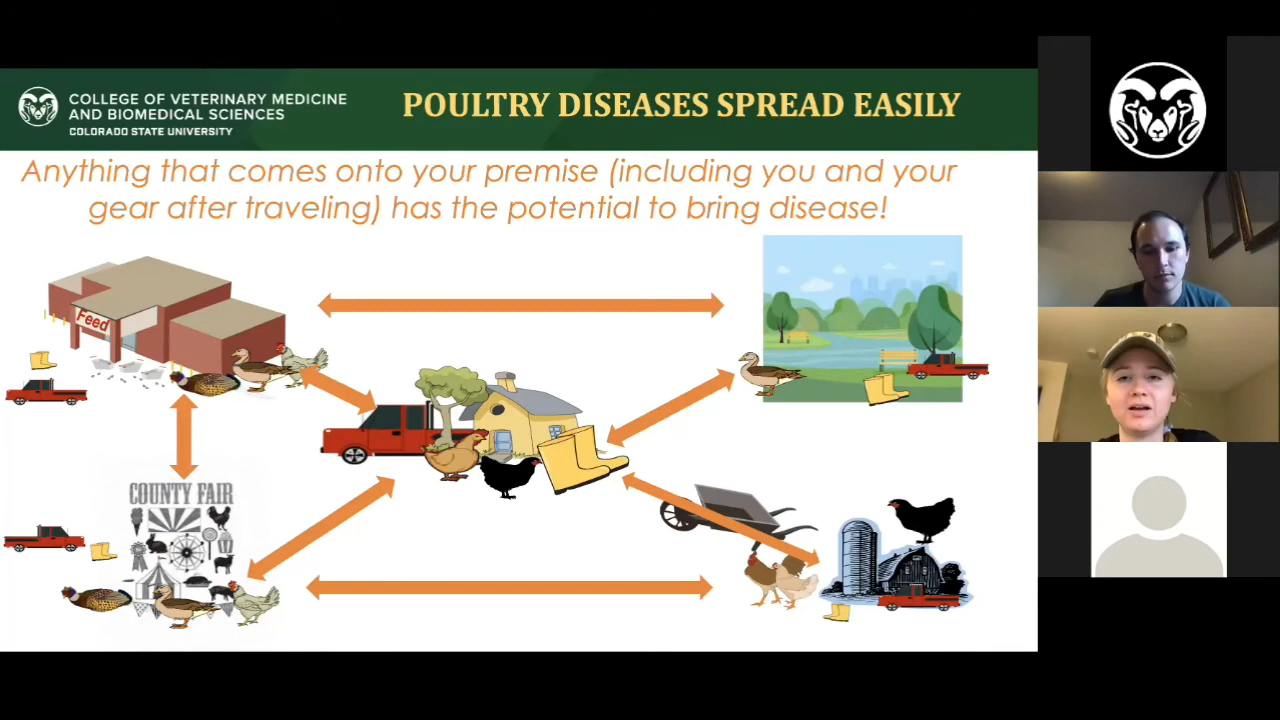 COLLEGE OF VETERINARY MEDICINE
AND BIOMEDICAL SCIENCES
COLORADO STATE UNIVERSITY
POULTRY DISEASES SPREAD EASILY
Anything that comes onto your premise (including you and your
gear after traveling) has the potential to bring disease!
Feed
COUNTY FAIR